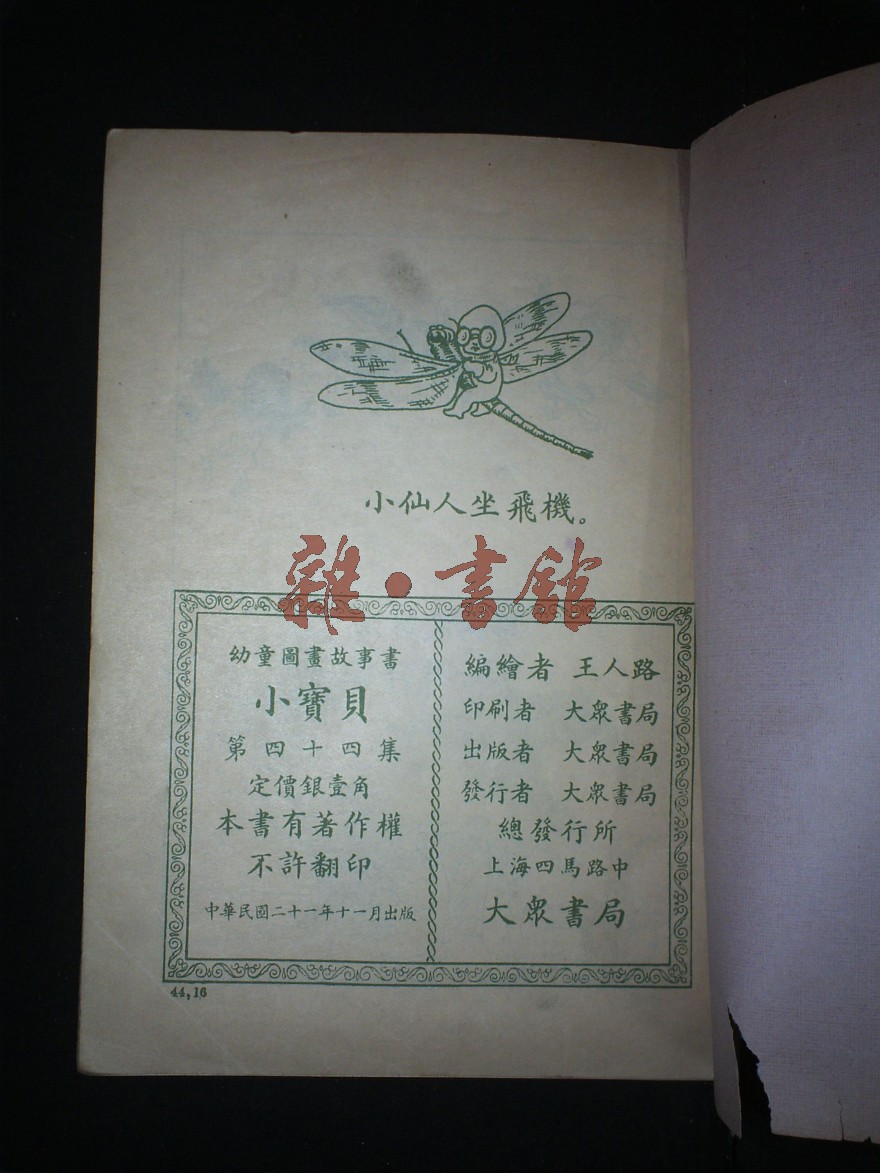 小仙人坐飛機。
雜·書館
幼童圖畫故事書
小寶貝
第四十四集
定價銀壹角
本書有著作權
不許翻印
中華民國二十一年十一月出版
編繪者 王人路
印刷者 大眾書局
出版者 大眾書局
發行者 大眾書局
總發行所
上海四馬路中
大眾書局
44,16